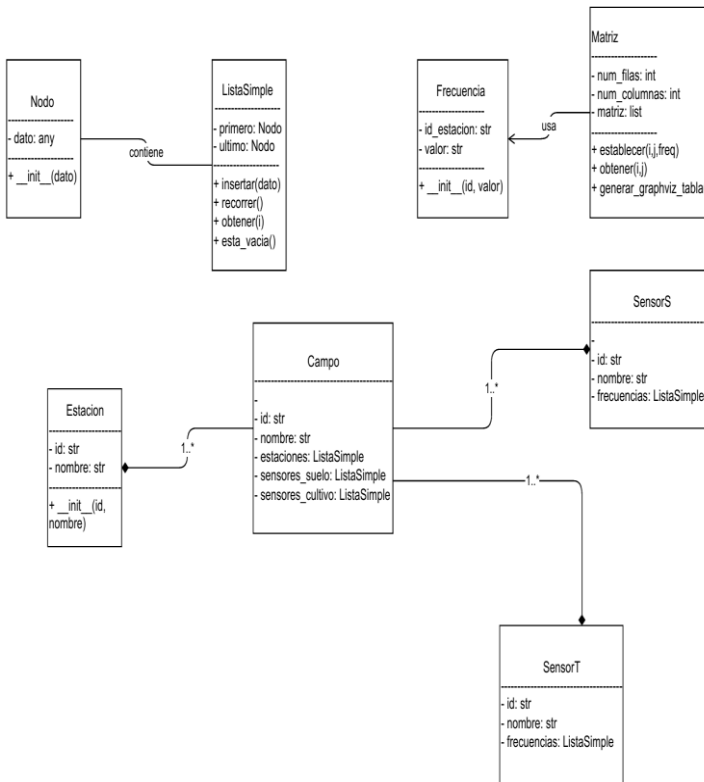 Nodo
--------------------
- dato: any
--------------------
+ __init__(dato)
contiene
ListaSimple
--------------------
- primero: Nodo
- ultimo: Nodo
--------------------
+ insertar(dato)
+ recorrer()
+ obtener(i)
+ esta_vacia()
Frecuencia
--------------------
- id_estacion: str
- valor: str
--------------------
+ __init__(id, valor)
usa
Matriz
--------------------
- num_filas: int
- num_columnas: int
- matriz: list
--------------------
+ establecer(i,j,freq)
+ obtener(i,j)
+ generar_graphviz_tabla
Estacion
--------------------
- id: str
- nombre: str
--------------------
+ __init__(id,
nombre)
1..*
Campo
--------------------
-
- id: str
- nombre: str
- estaciones: ListaSimple
- sensores_suelo: ListaSimple
- sensores_cultivo: ListaSimple
1..*
SensorS
--------------------
-
- id: str
- nombre: str
- frecuencias: ListaSimple
1..*
SensorT
--------------------
- id: str
- nombre: str
- frecuencias: ListaSimple